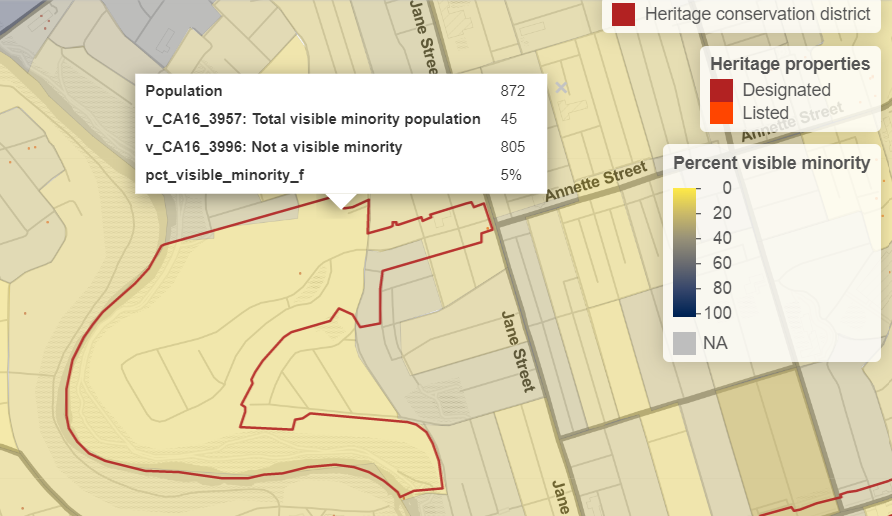 Jane Street
Heritage conservation district
Heritage properties
Designated
Listed
Annette Street
Population 872
v_CA16_3957: Total visible minority population 45
v_CA16_3996: Not a visible minority 805
pct_visible_minority_f 5%
Annette Street
Percent visible minority
0
20
40
60
80
100
NA
Jane Street
Jane